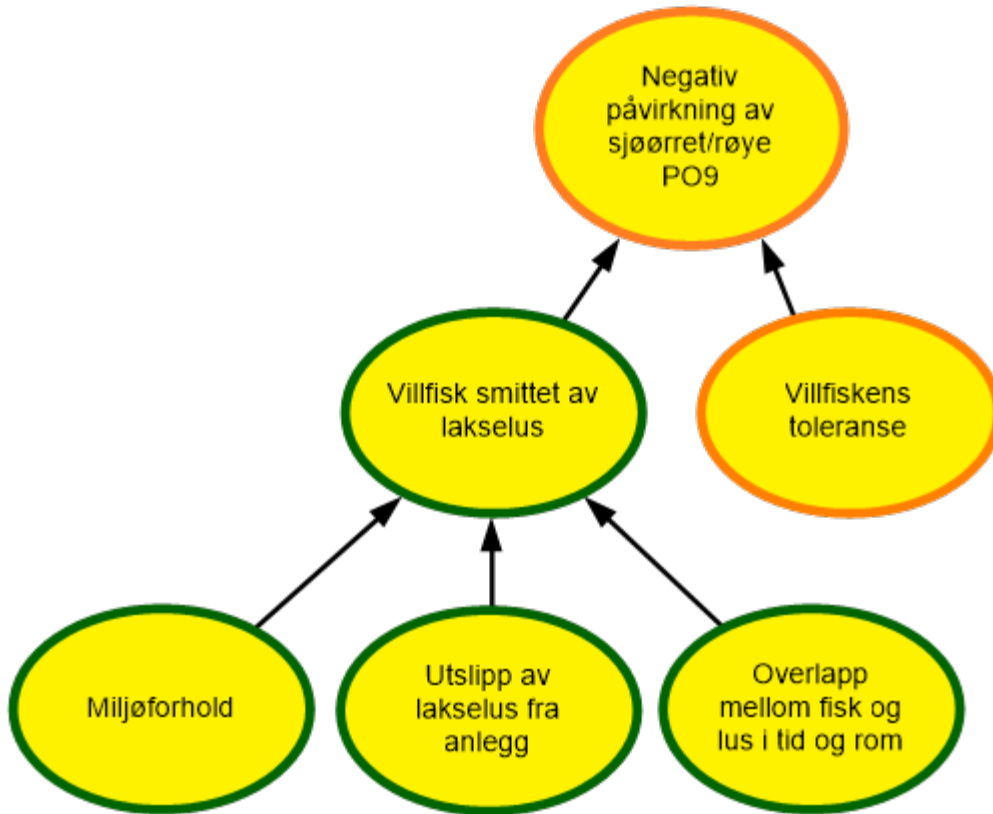 Negativ
påvirkning av
sjøørret/røye
PO9
Villfisk smittet av
lakselus
Villfiskens
toleranse
Miljøforhold
Utslipp av
lakselus fra
anlegg
Overlapp
mellom fisk og
lus i tid og rom